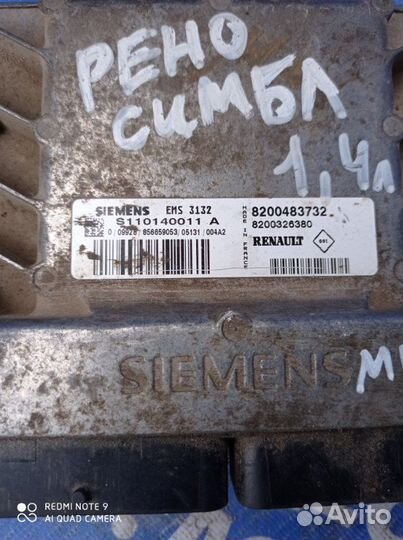 РЕНО
СИМБЛ
1,4л
SIEMENS EMS 3132
S110140011 A
0 09928 856659053 05131 004A2
MADE IN FRANCE
8200483732
8200326380
RENAULT
SIEMENS
REDMI NOTE 9
AI QUAD CAMERA
Avito